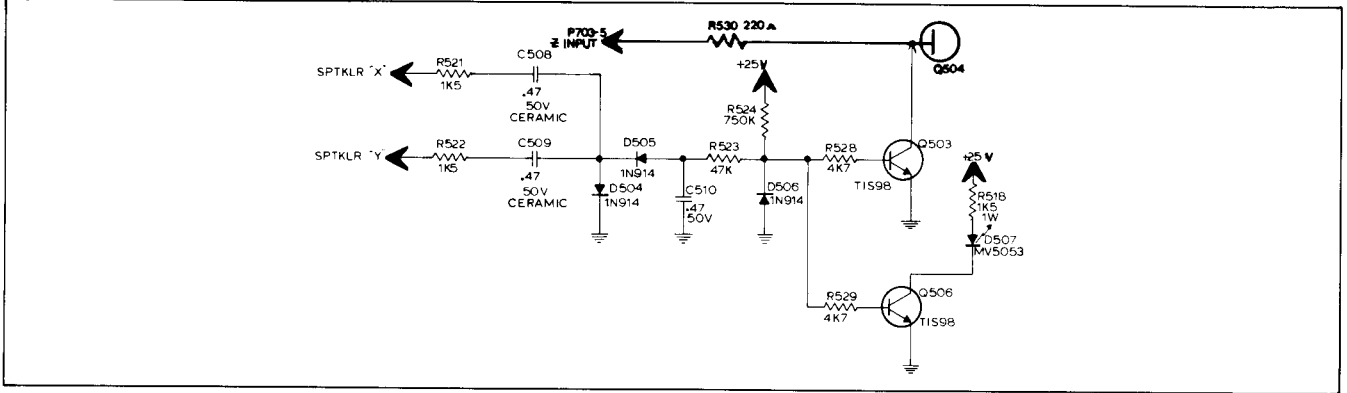 P703-5
Z INPUT
R530 220Ω
Q504
SPTKLR "X"
R521
1K5
C508
.47
50V
CERAMIC
+25V
R524
750K
SPTKLR "Y"
R522
1K5
C509
.47
50V
CERAMIC
D505
1N914
R523
47K
R528
4K7
Q503
TIS98
D504
1N914
C510
.47
50V
D506
1N914
+25V
R518
1K5
1W
D507
MV5053
R529
4K7
Q506
TIS98